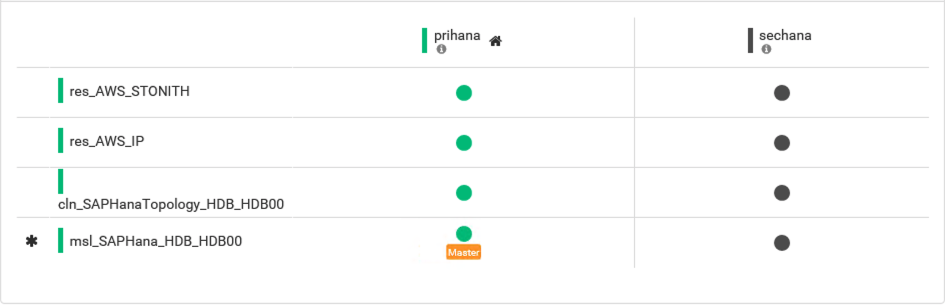 prihana
sechana
res_AWS_STONITH
res_AWS_IP
cln_SAPHanaTopology_HDB_HDB00
msl_SAPHana_HDB_HDB00
Master